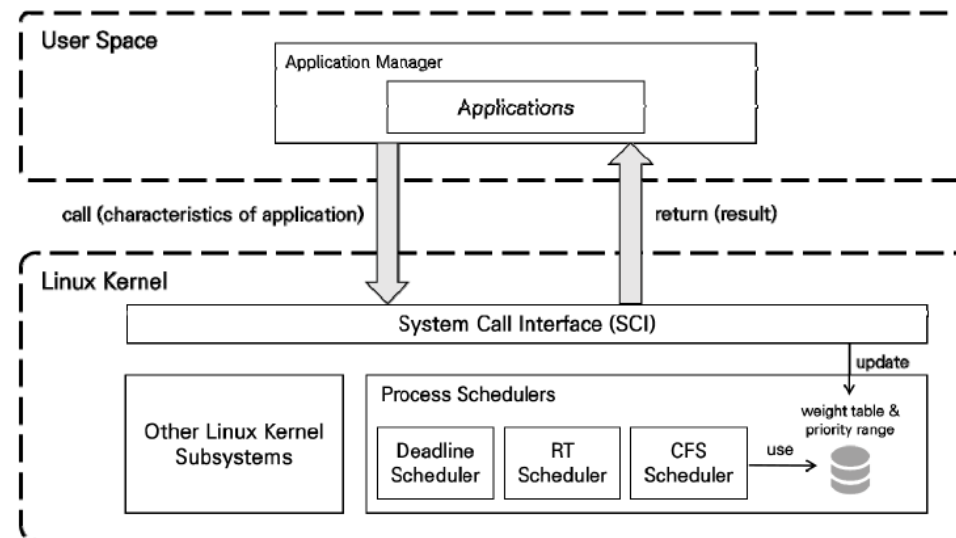 User Space
Application Manager
Applications
call (characteristics of application)
return (result)
Linux Kernel
System Call Interface (SCI)
update
Other Linux Kernel
Subsystems
Process Schedulers
weight table &
priority range
Deadline
Scheduler
RT
Scheduler
CFS
Scheduler
use